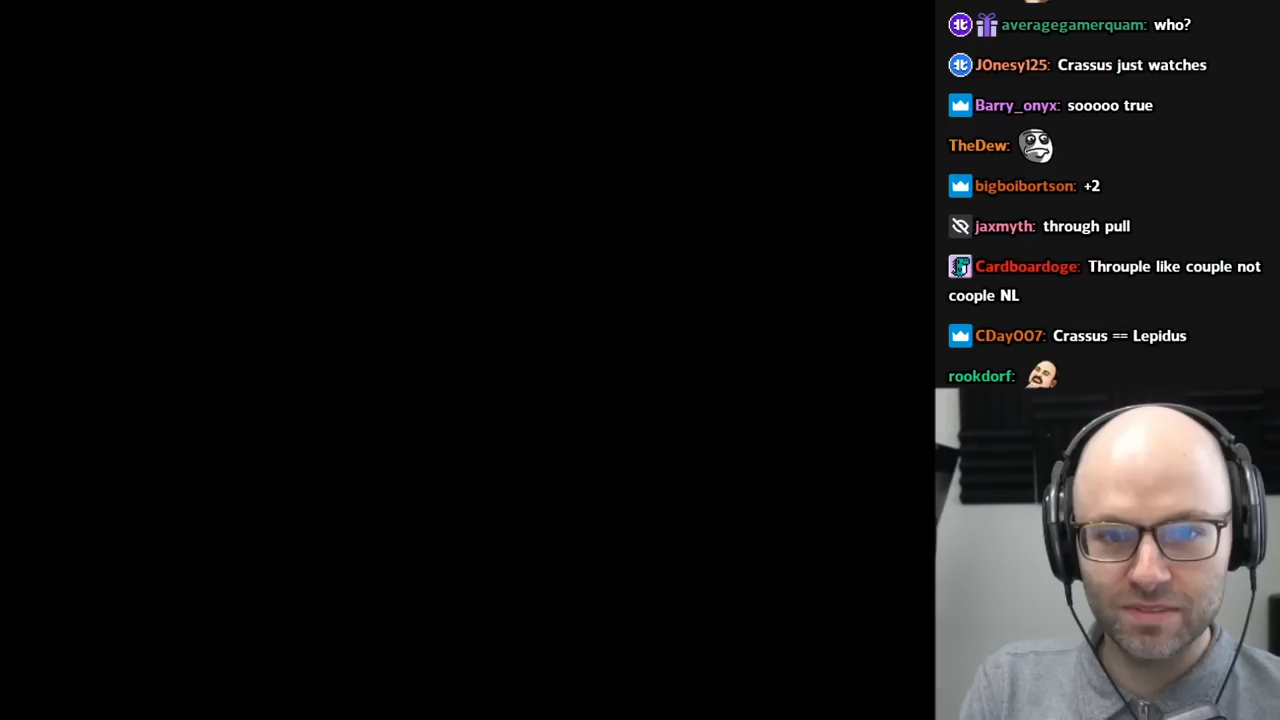 averagegamerquam: who?
J0nesy125: Crassus just watches
Barry_onyx: sooooo true
TheDew:
bigboibortson: +2
jaxmyth: through pull
Cardboardoge: Throuple like couple not
coople NL
CDay007: Crassus == Lepidus
rookdorf: